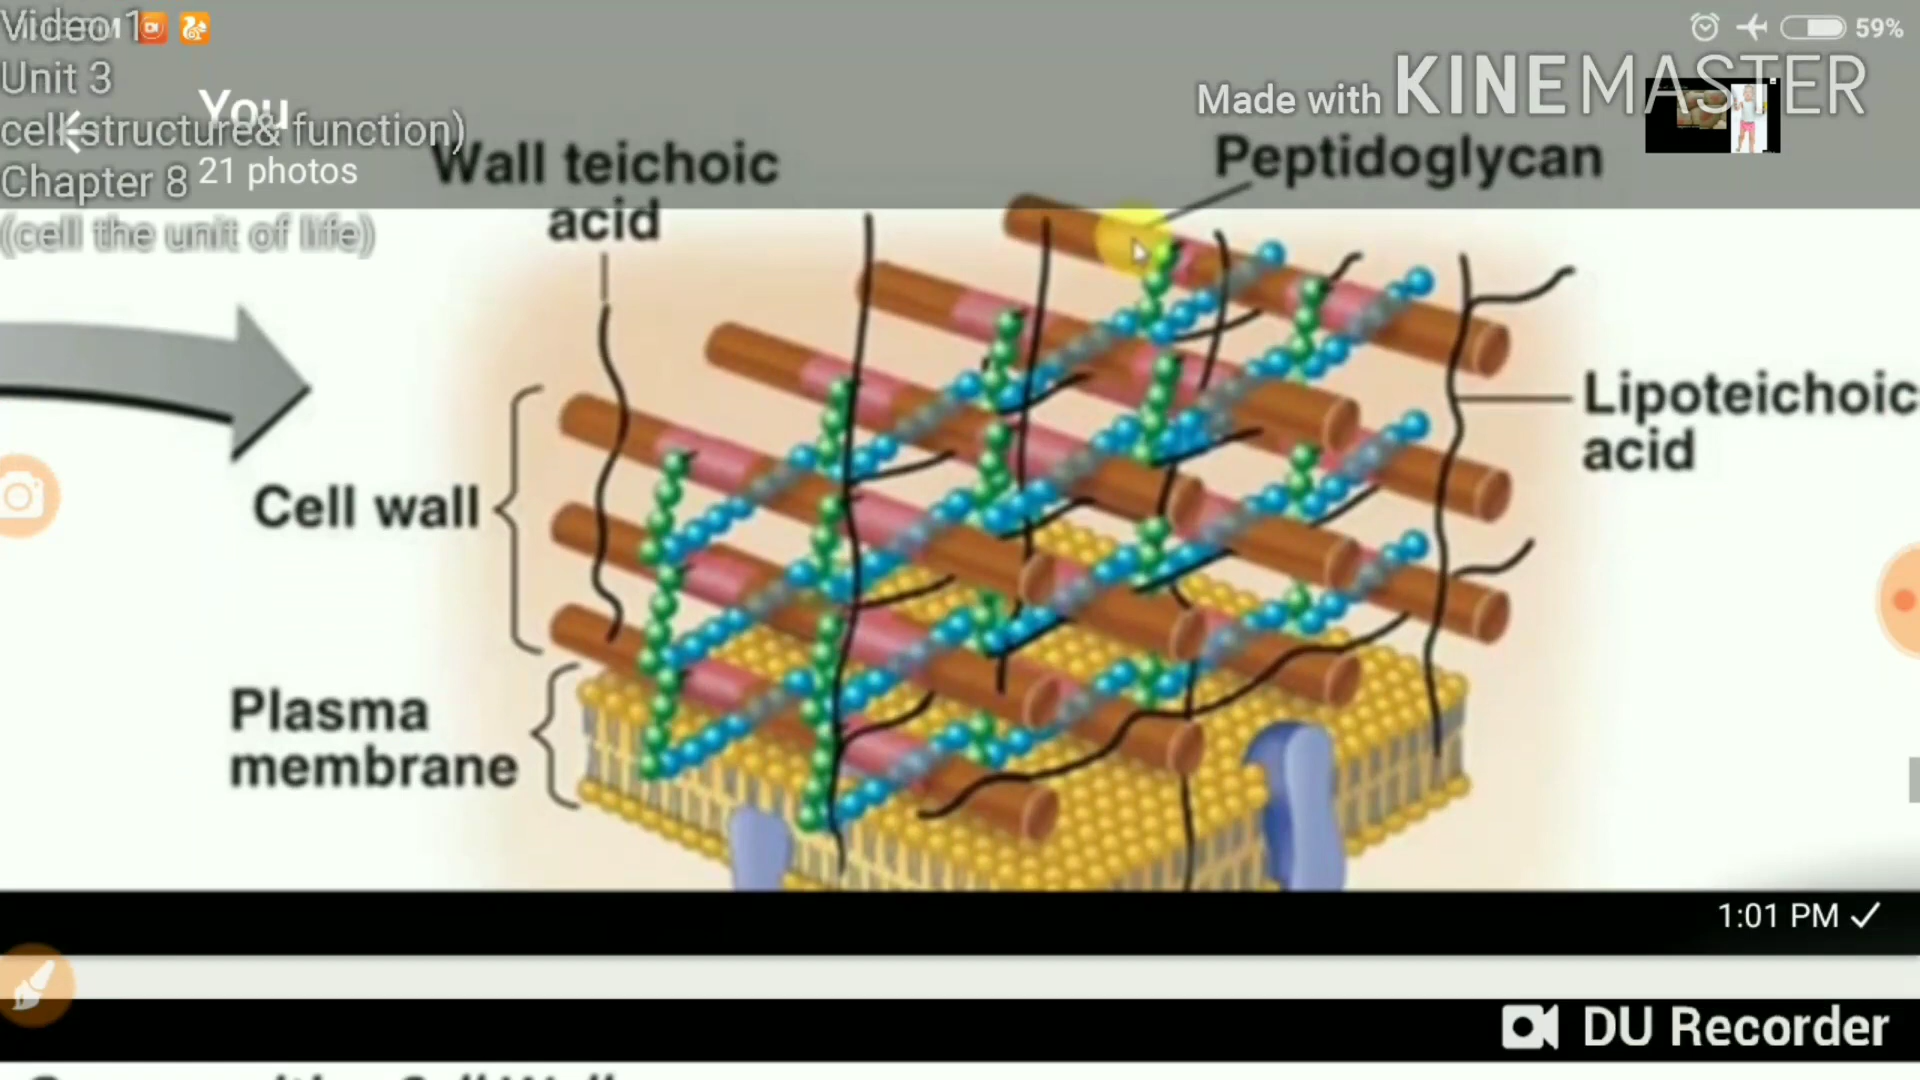 Video 1
59%
Unit 3
You
cell structure& function)
Chapter 8
21 photos
(cell the unit of life)
Made with KINEMASTER
Wall teichoic
acid
Peptidoglycan
Lipoteichoic
acid
Cell wall
Plasma
membrane
1:01 PM
DU Recorder